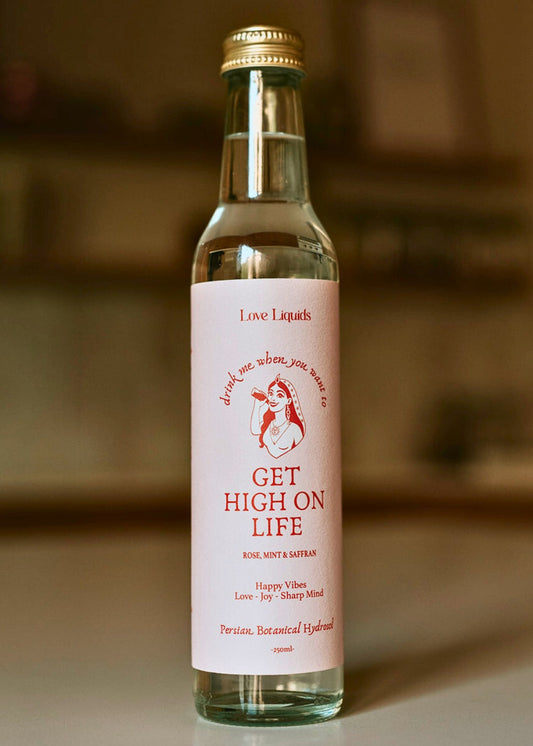 Love Liquids
drink me when you want to
GET
HIGH ON
LIFE
ROSE, MINT & SAFFRAN
Happy Vibes
Love - Joy - Sharp Mind
Persian Botanical Hydrosol
-250ml-